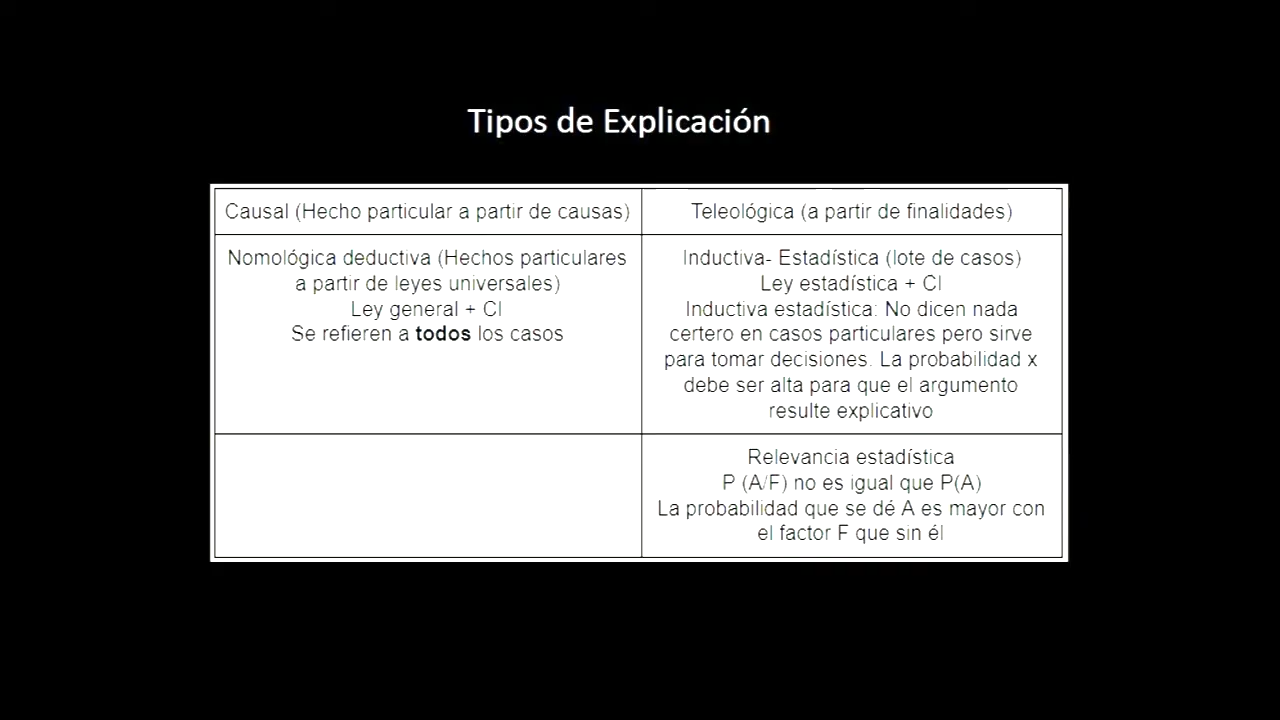 Tipos de Explicación
Causal (Hecho particular a partir de causas)
Teleológica (a partir de finalidades)
Nomológica deductiva (Hechos particulares
a partir de leyes universales)
Ley general + CI
Se refieren a todos los casos
Inductiva- Estadística (lote de casos)
Ley estadística + CI
Inductiva estadística: No dicen nada
certero en casos particulares pero sirve
para tomar decisiones. La probabilidad x
debe ser alta para que el argumento
resulte explicativo
Relevancia estadística
P (A/F) no es igual que P(A)
La probabilidad que se dé A es mayor con
el factor F que sin él